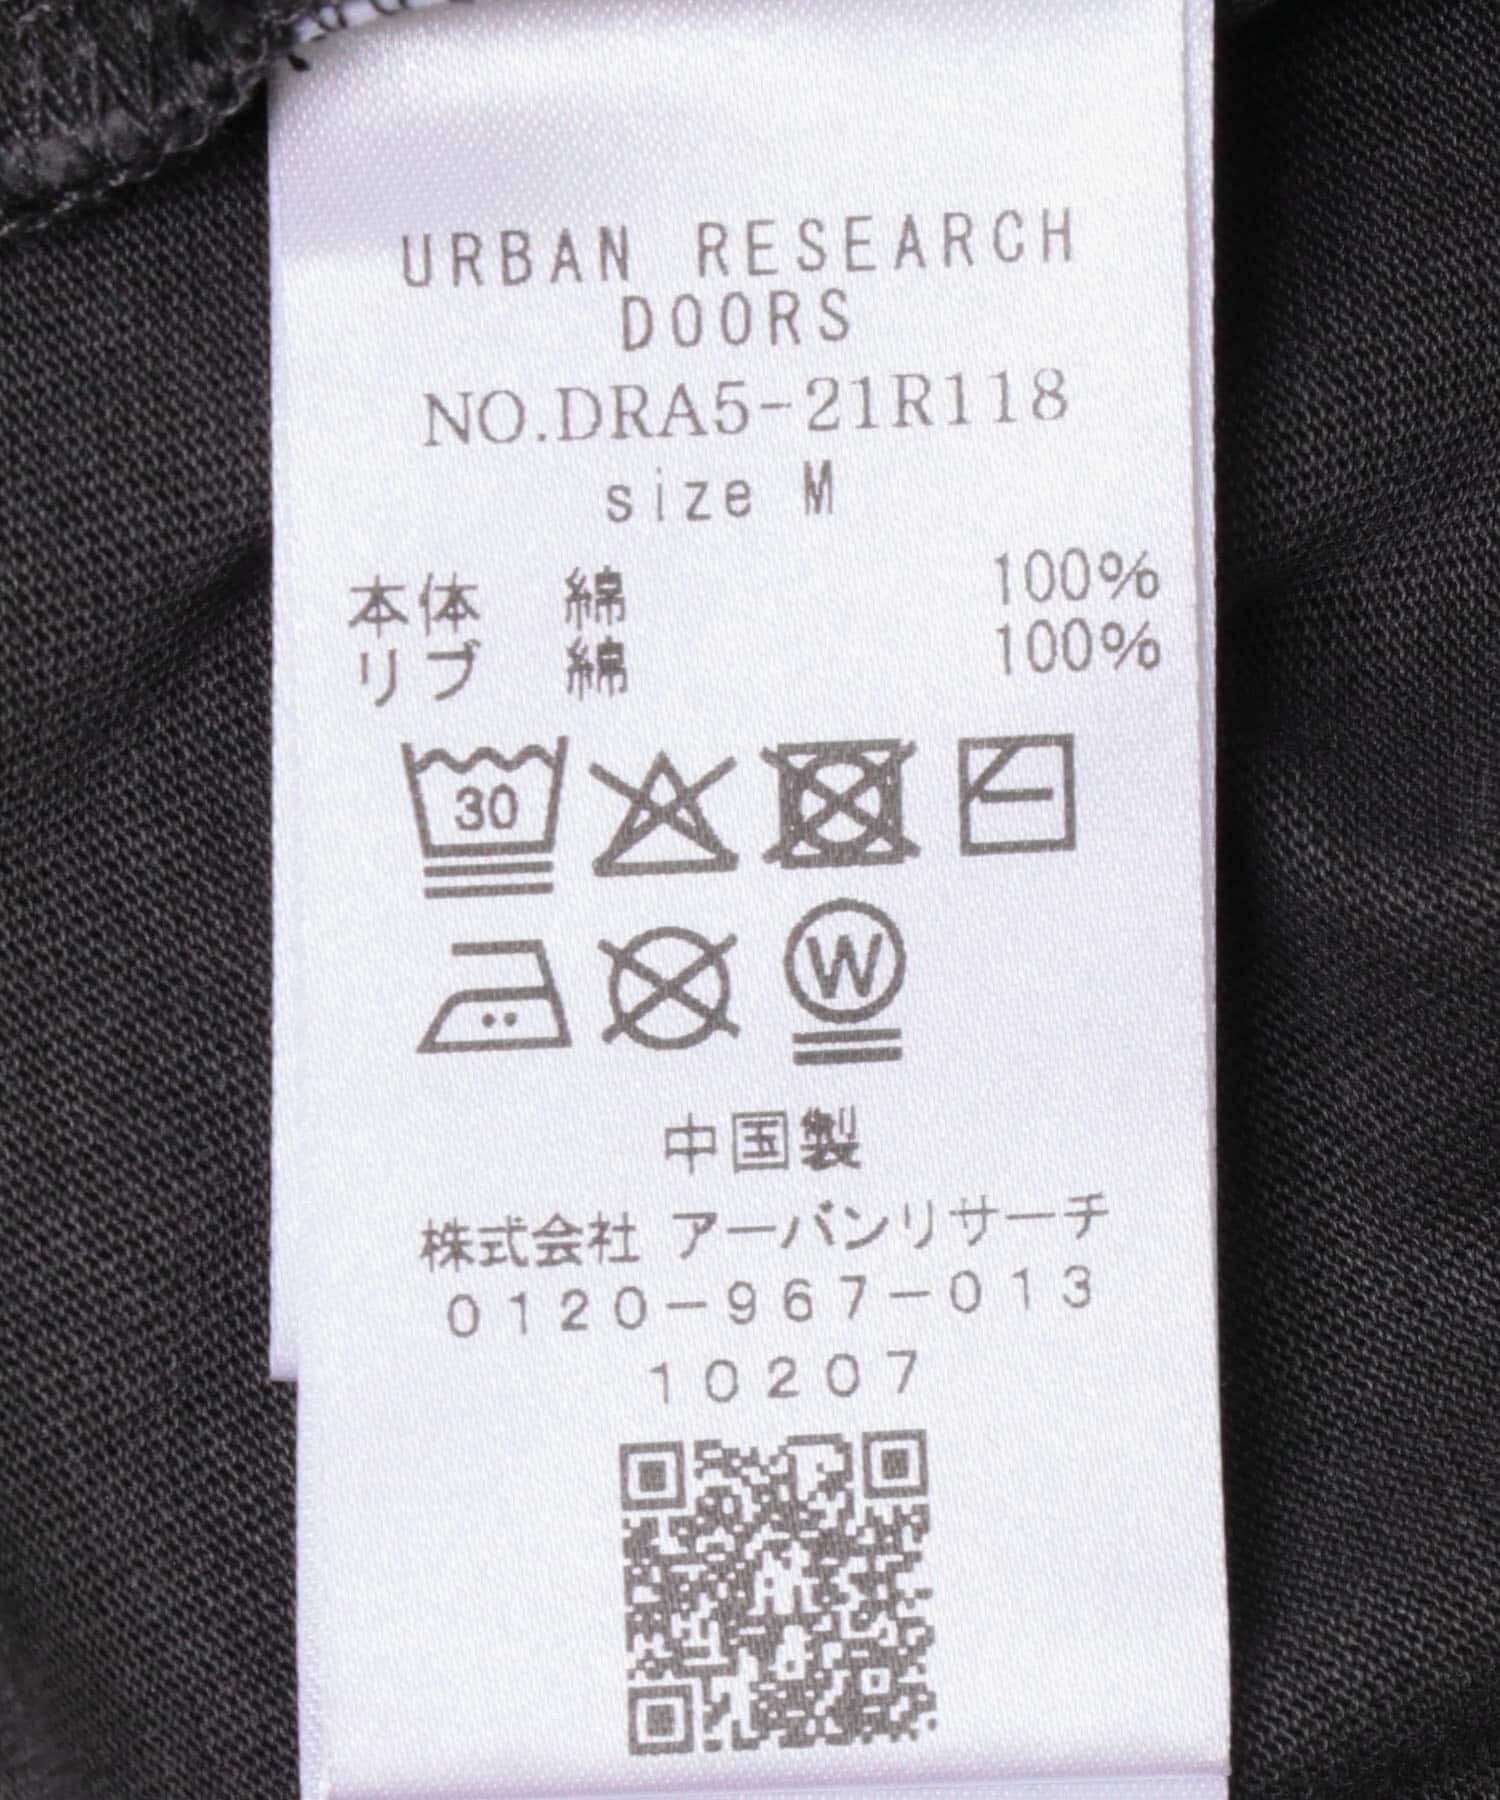 URBAN RESEARCH
DOORS
NO.DRA5-21R118
size M
本体 綿 100%
リブ 綿 100%
30
W
中国製
株式会社 アーバンリサーチ
0120-967-013
10207